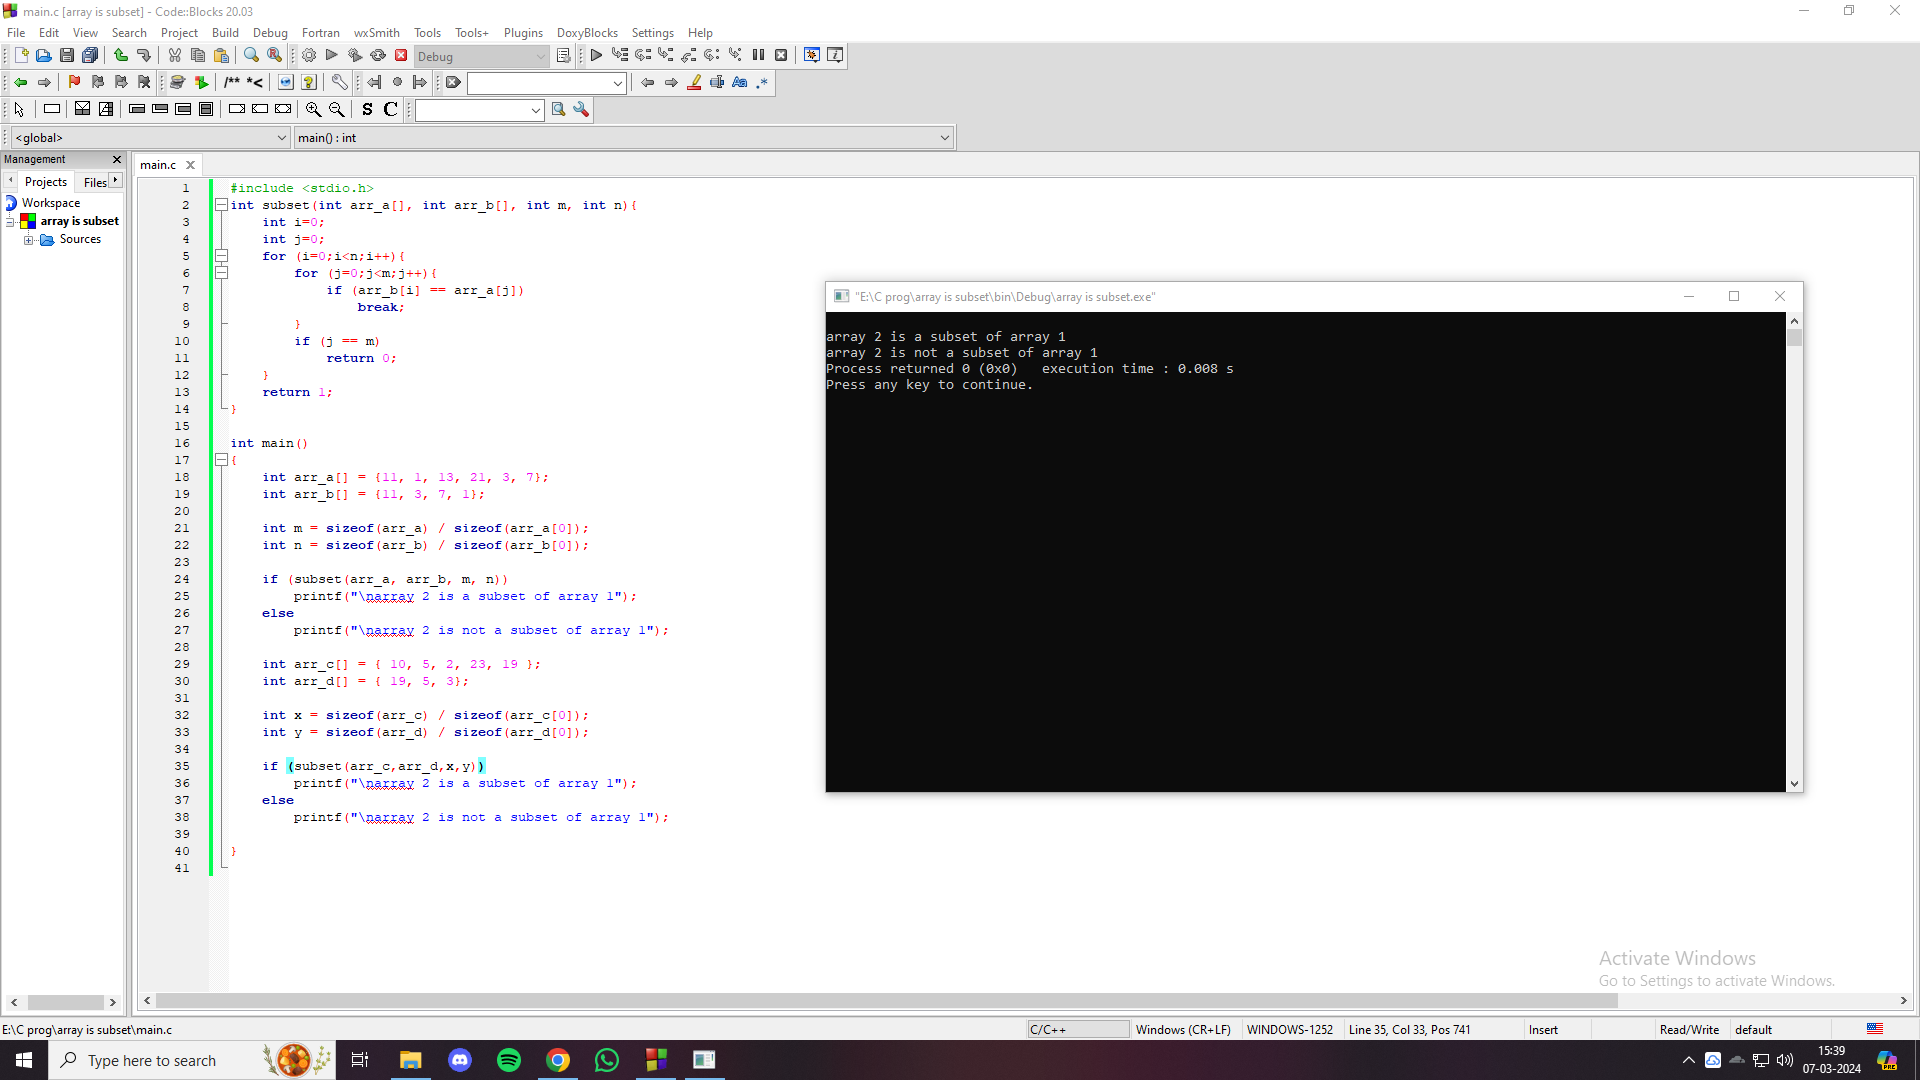 main.c [array is subset] - Code::Blocks 20.03
File Edit View Search Project Build Debug Fortran wxSmith Tools Tools+ Plugins DoxyBlocks Settings Help
Debug
/** *<
Aa .*
S C
<global> main() : int
Management
main.c
Projects Files
Workspace
array is subset
Sources
1 #include <stdio.h>
2 int subset(int arr_a[], int arr_b[], int m, int n){
3 int i=0;
4 int j=0;
5 for (i=0;i<n;i++){
6 for (j=0;j<m;j++){
7 if (arr_b[i] == arr_a[j])
8 break;
9 }
10 if (j == m)
11 return 0;
12 }
13 return 1;
14 }
15
16 int main()
17 {
18 int arr_a[] = {11, 1, 13, 21, 3, 7};
19 int arr_b[] = {11, 3, 7, 1};
20
21 int m = sizeof(arr_a) / sizeof(arr_a[0]);
22 int n = sizeof(arr_b) / sizeof(arr_b[0]);
23
24 if (subset(arr_a, arr_b, m, n))
25 printf("\narray 2 is a subset of array 1");
26 else
27 printf("\narray 2 is not a subset of array 1");
28
29 int arr_c[] = { 10, 5, 2, 23, 19 };
30 int arr_d[] = { 19, 5, 3};
31
32 int x = sizeof(arr_c) / sizeof(arr_c[0]);
33 int y = sizeof(arr_d) / sizeof(arr_d[0]);
34
35 if (subset(arr_c,arr_d,x,y))
36 printf("\narray 2 is a subset of array 1");
37 else
38 printf("\narray 2 is not a subset of array 1");
39
40 }
41
"E:\C prog\array is subset\bin\Debug\array is subset.exe"
array 2 is a subset of array 1
array 2 is not a subset of array 1
Process returned 0 (0x0) execution time : 0.008 s
Press any key to continue.
Activate Windows
Go to Settings to activate Windows.
E:\C prog\array is subset\main.c C/C++ Windows (CR+LF) WINDOWS-1252 Line 35, Col 33, Pos 741 Insert Read/Write default
Type here to search
15:39
07-03-2024
PRE